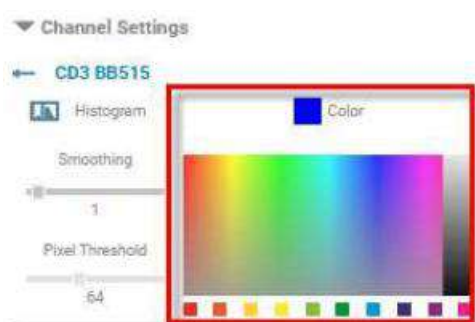 Channel Settings
CD3 BB515
Histogram
Color
Smoothing
1
Pixel Threshold
64